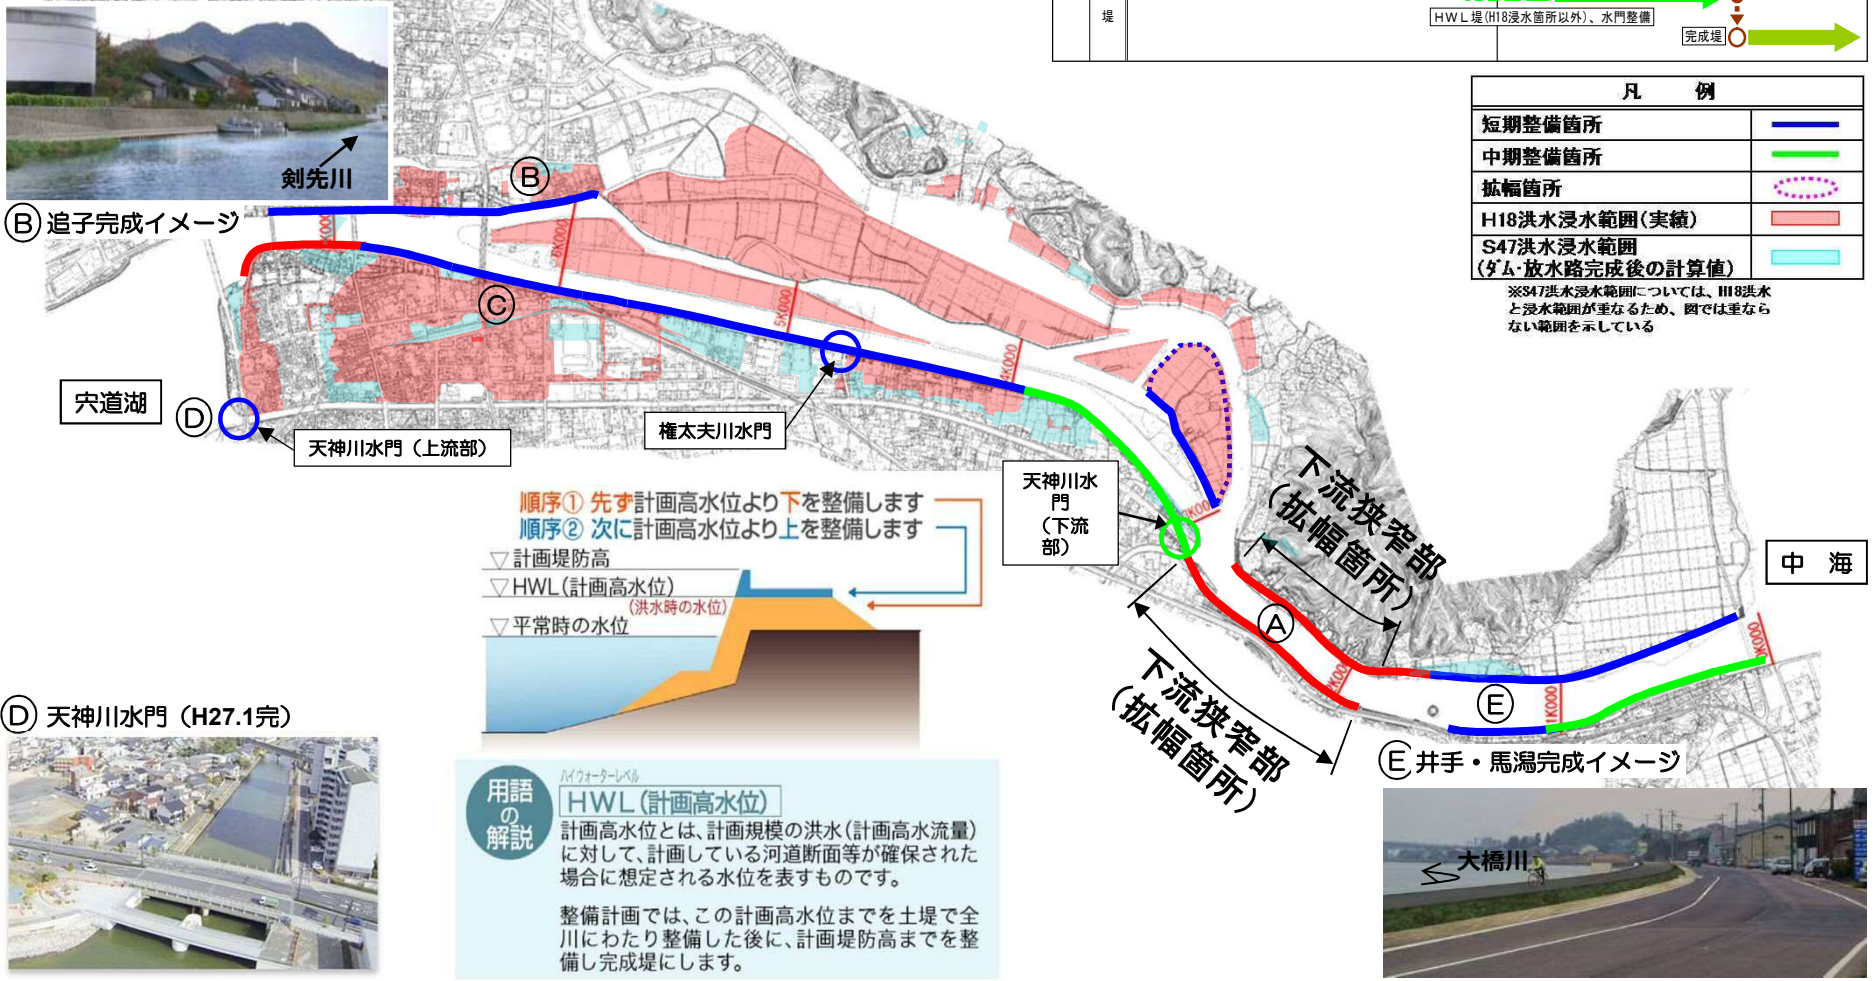 堤
HWL堤(H18浸水箇所以外)、水門整備
完成堤
凡 例
短期整備箇所
中期整備箇所
拡幅箇所
H18洪水浸水範囲(実績)
S47洪水浸水範囲
(ダム・放水路完成後の計算値)
※S47洪水浸水範囲については、H18洪水
と浸水範囲が重なるため、図では重なら
ない範囲を示している
剣先川
Ⓑ 追子完成イメージ
Ⓑ
Ⓒ
6K000
5K000
4K000
宍道湖
Ⓓ
天神川水門（上流部）
権太夫川水門
天神川水
門
（下流
部）
下流狭窄部
（拡幅箇所）
Ⓐ
下流狭窄部
（拡幅箇所）
2K000
1K000
0K000
中 海
Ⓔ
Ⓔ 井手・馬潟完成イメージ
大橋川
順序① 先ず計画高水位より下を整備します
順序② 次に計画高水位より上を整備します
▽計画堤防高
▽HWL(計画高水位)
(洪水時の水位)
▽平常時の水位
Ⓓ 天神川水門（H27.1完）
用語
の
解説
ハイウォーターレベル
HWL(計画高水位)
計画高水位とは、計画規模の洪水(計画高水流量)
に対して、計画している河道断面等が確保された
場合に想定される水位を表すものです。
整備計画では、この計画高水位までを土堤で全
川にわたり整備した後に、計画堤防高までを整
備し完成堤にします。